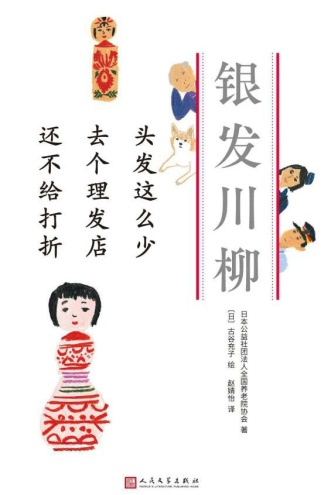 银发川柳
头发这么少
去个理发店
还不给打折
日本公益社团法人全国养老院协会 著
〔日〕古谷充子 绘 赵婧怡 译
人民文学出版社